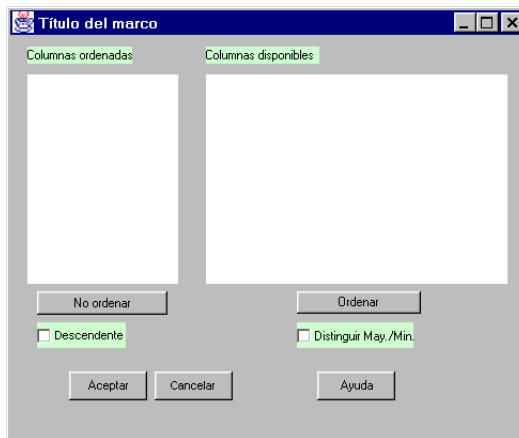 Título del marco
Columnas ordenadas
Columnas disponibles
No ordenar
Ordenar
Descendente
Distinguir May./Min.
Aceptar
Cancelar
Ayuda